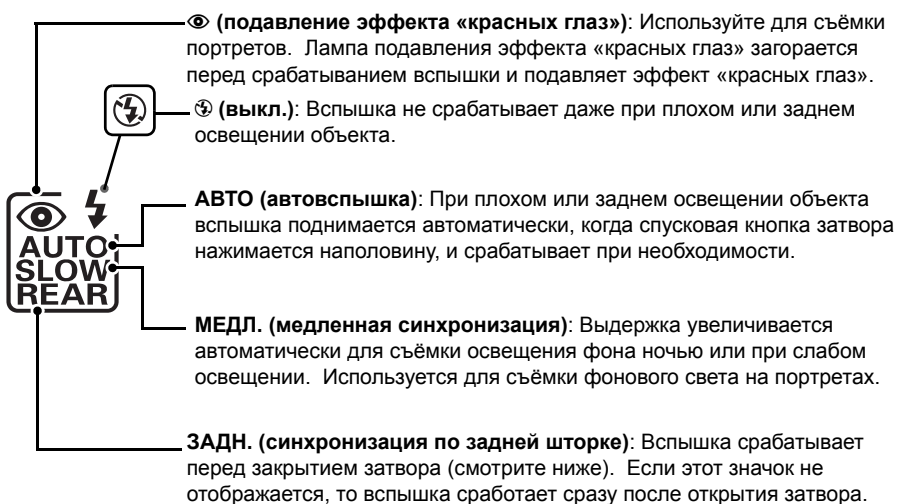 👁 (подавление эффекта «красных глаз»): Используйте для съёмки
портретов. Лампа подавления эффекта «красных глаз» загорается
перед срабатыванием вспышки и подавляет эффект «красных глаз».
(выкл.): Вспышка не срабатывает даже при плохом или заднем
освещении объекта.
АВТО (автовспышка): При плохом или заднем освещении объекта
вспышка поднимается автоматически, когда спусковая кнопка затвора
нажимается наполовину, и срабатывает при необходимости.
AUTO
SLOW
REAR
МЕДЛ. (медленная синхронизация): Выдержка увеличивается
автоматически для съёмки освещения фона ночью или при слабом
освещении. Используется для съёмки фонового света на портретах.
ЗАДН. (синхронизация по задней шторке): Вспышка срабатывает
перед закрытием затвора (смотрите ниже). Если этот значок не
отображается, то вспышка сработает сразу после открытия затвора.